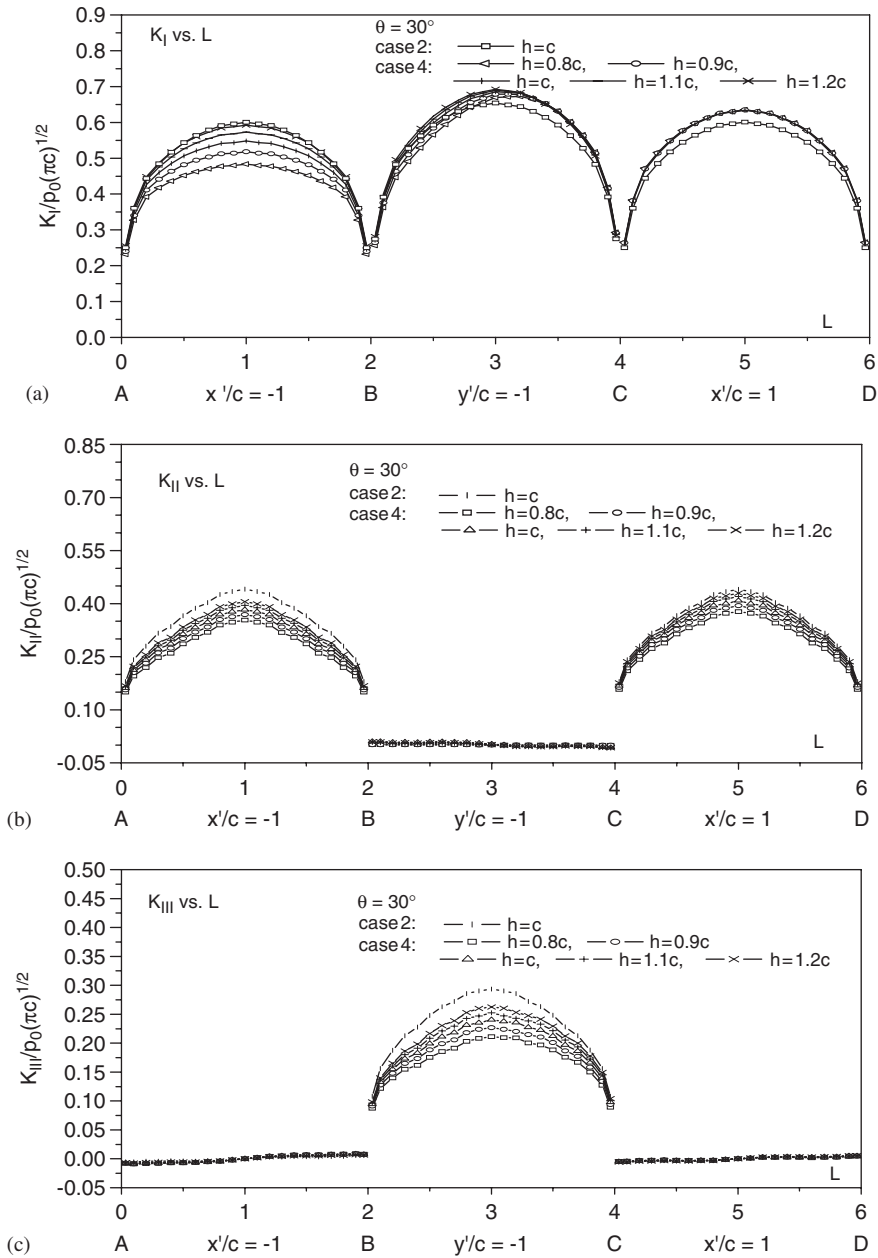 K_I vs. L
θ = 30°
case 2: h=c
case 4: h=0.8c, h=0.9c,
h=c, h=1.1c, h=1.2c
K_I/p_0(πc)^{1/2}
0.9
0.8
0.7
0.6
0.5
0.4
0.3
0.2
0.1
0.0
L
0 1 2 3 4 5 6
(a) A x'/c = -1 B y'/c = -1 C x'/c = 1 D
K_II vs. L
θ = 30°
case 2: h=c
case 4: h=0.8c, h=0.9c,
h=c, h=1.1c, h=1.2c
K_II/p_0(πc)^{1/2}
0.85
0.70
0.55
0.40
0.25
0.10
-0.05
L
0 1 2 3 4 5 6
(b) A x'/c = -1 B y'/c = -1 C x'/c = 1 D
K_III vs. L
θ = 30°
case 2: h=c
case 4: h=0.8c, h=0.9c
h=c, h=1.1c, h=1.2c
K_III/p_0(πc)^{1/2}
0.50
0.45
0.40
0.35
0.30
0.25
0.20
0.15
0.10
0.05
0.00
-0.05
L
0 1 2 3 4 5 6
(c) A x'/c = -1 B y'/c = -1 C x'/c = 1 D